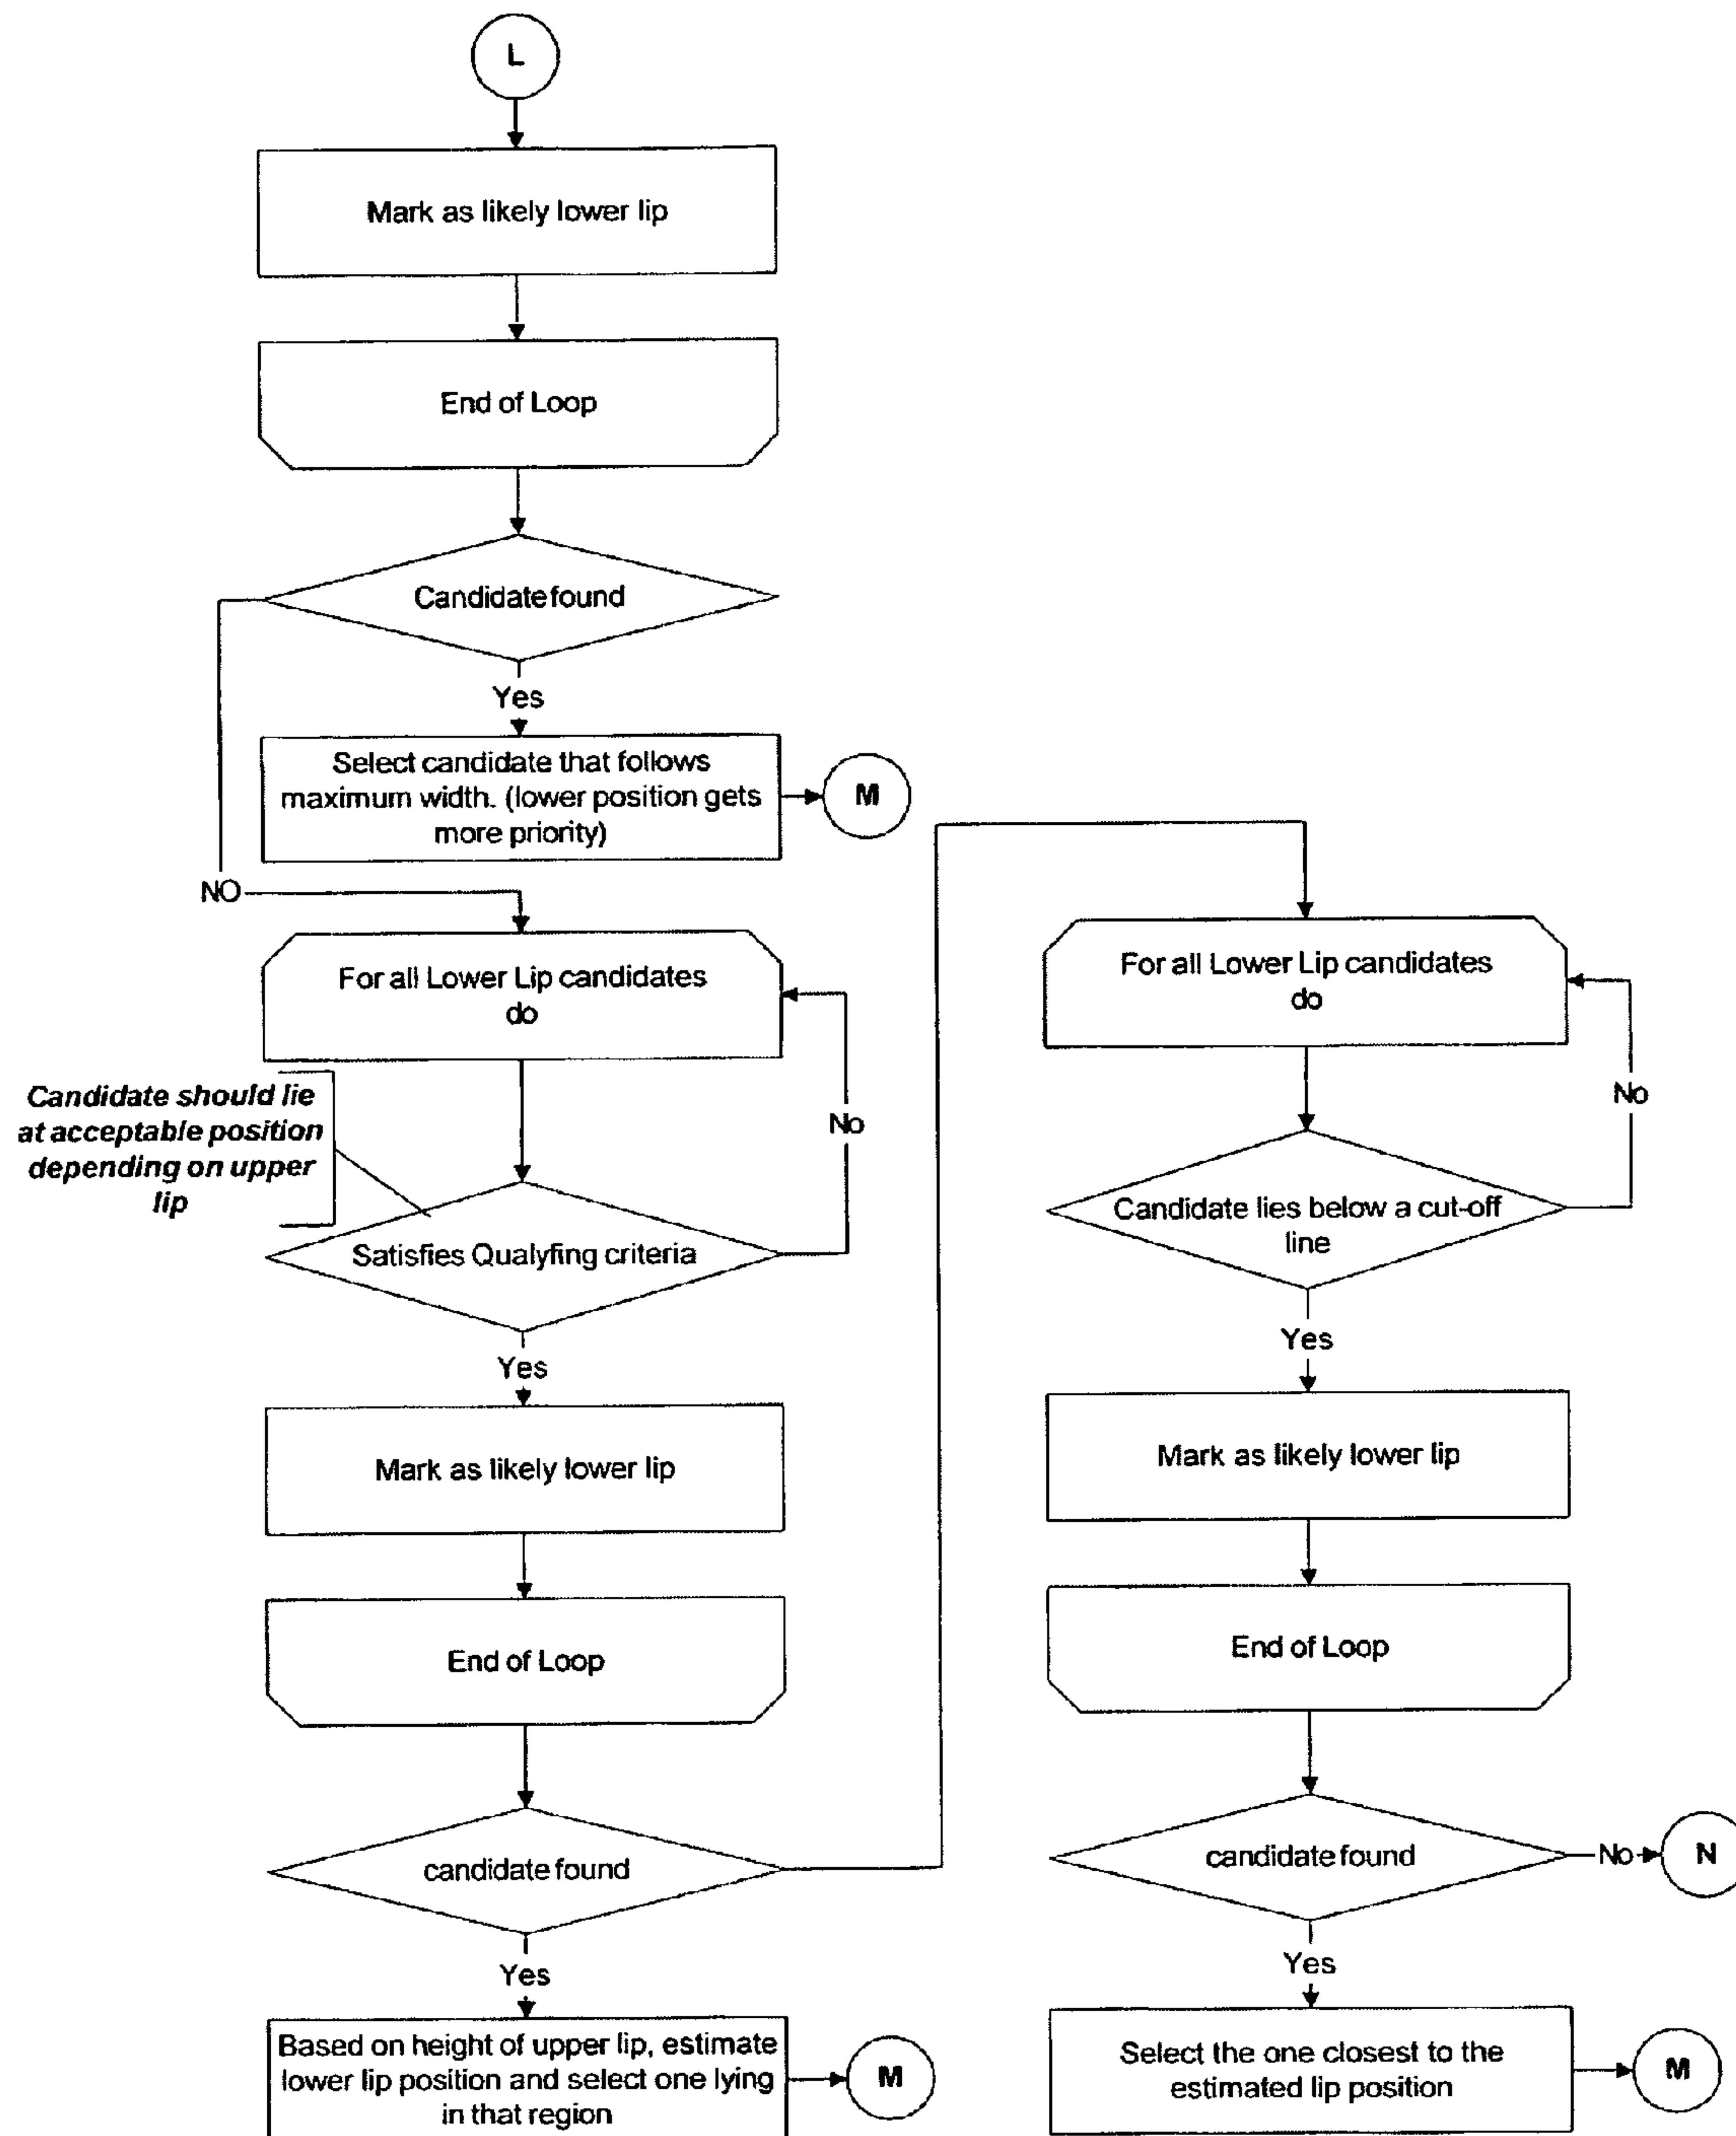 L
Mark as likely lower lip
End of Loop
Candidate found
Yes
Select candidate that follows
maximum width. (lower position gets
more priority)
M
NO
For all Lower Lip candidates
do
No
Candidate should lie
at acceptable position
depending on upper
lip
Satisfies Qualyfing criteria
Yes
Mark as likely lower lip
End of Loop
candidate found
Yes
Based on height of upper lip, estimate
lower lip position and select one lying
in that region
M
For all Lower Lip candidates
do
No
Candidate lies below a cut-off
line
Yes
Mark as likely lower lip
End of Loop
candidate found
No
N
Yes
Select the one closest to the
estimated lip position
M